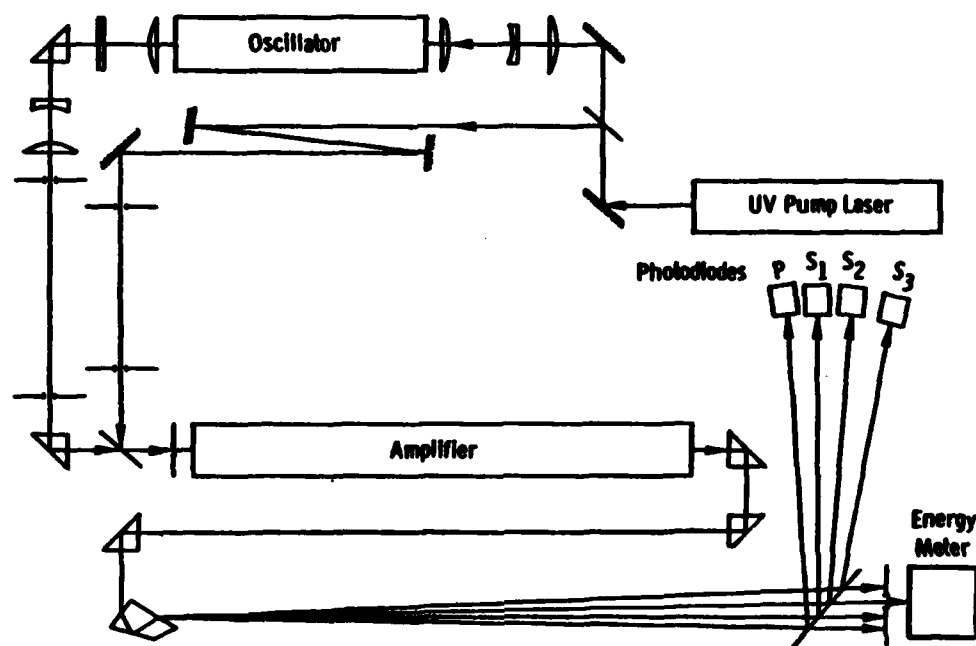 Oscillator
UV Pump Laser
Photodiodes P S1 S2 S3
Amplifier
Energy
Meter